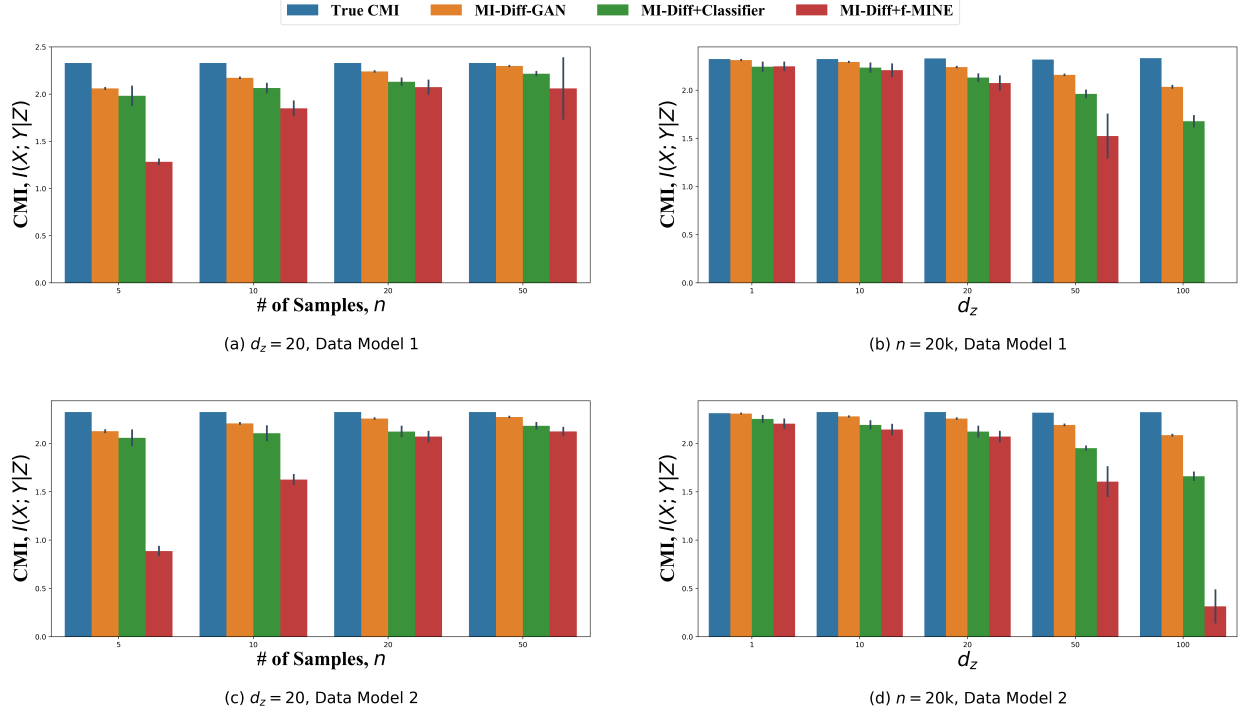 True CMI MI-Diff-GAN MI-Diff+Classifier MI-Diff+f-MINE
2.5
2.0
1.5
1.0
0.5
0.0
CMI, I(X; Y|Z)
5 10 20 50
# of Samples, n
(a) d_z = 20, Data Model 1
2.0
1.5
1.0
0.5
0.0
CMI, I(X; Y|Z)
1 10 20 50 100
d_z
(b) n = 20k, Data Model 1
2.0
1.5
1.0
0.5
0.0
CMI, I(X; Y|Z)
5 10 20 50
# of Samples, n
(c) d_z = 20, Data Model 2
2.0
1.5
1.0
0.5
0.0
CMI, I(X; Y|Z)
1 10 20 50 100
d_z
(d) n = 20k, Data Model 2